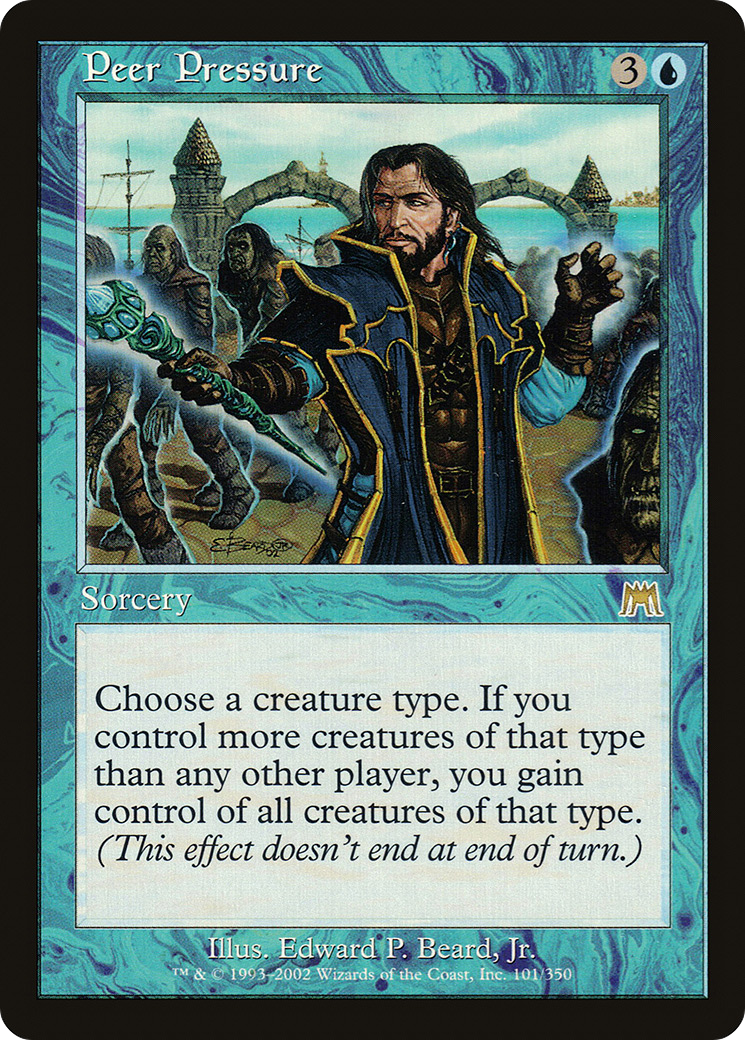 Peer Pressure
3
Sorcery
Choose a creature type. If you
control more creatures of that type
than any other player, you gain
control of all creatures of that type.
(This effect doesn't end at end of turn.)
Illus. Edward P. Beard, Jr.
™ & © 1993–2002 Wizards of the Coast, Inc. 101/350